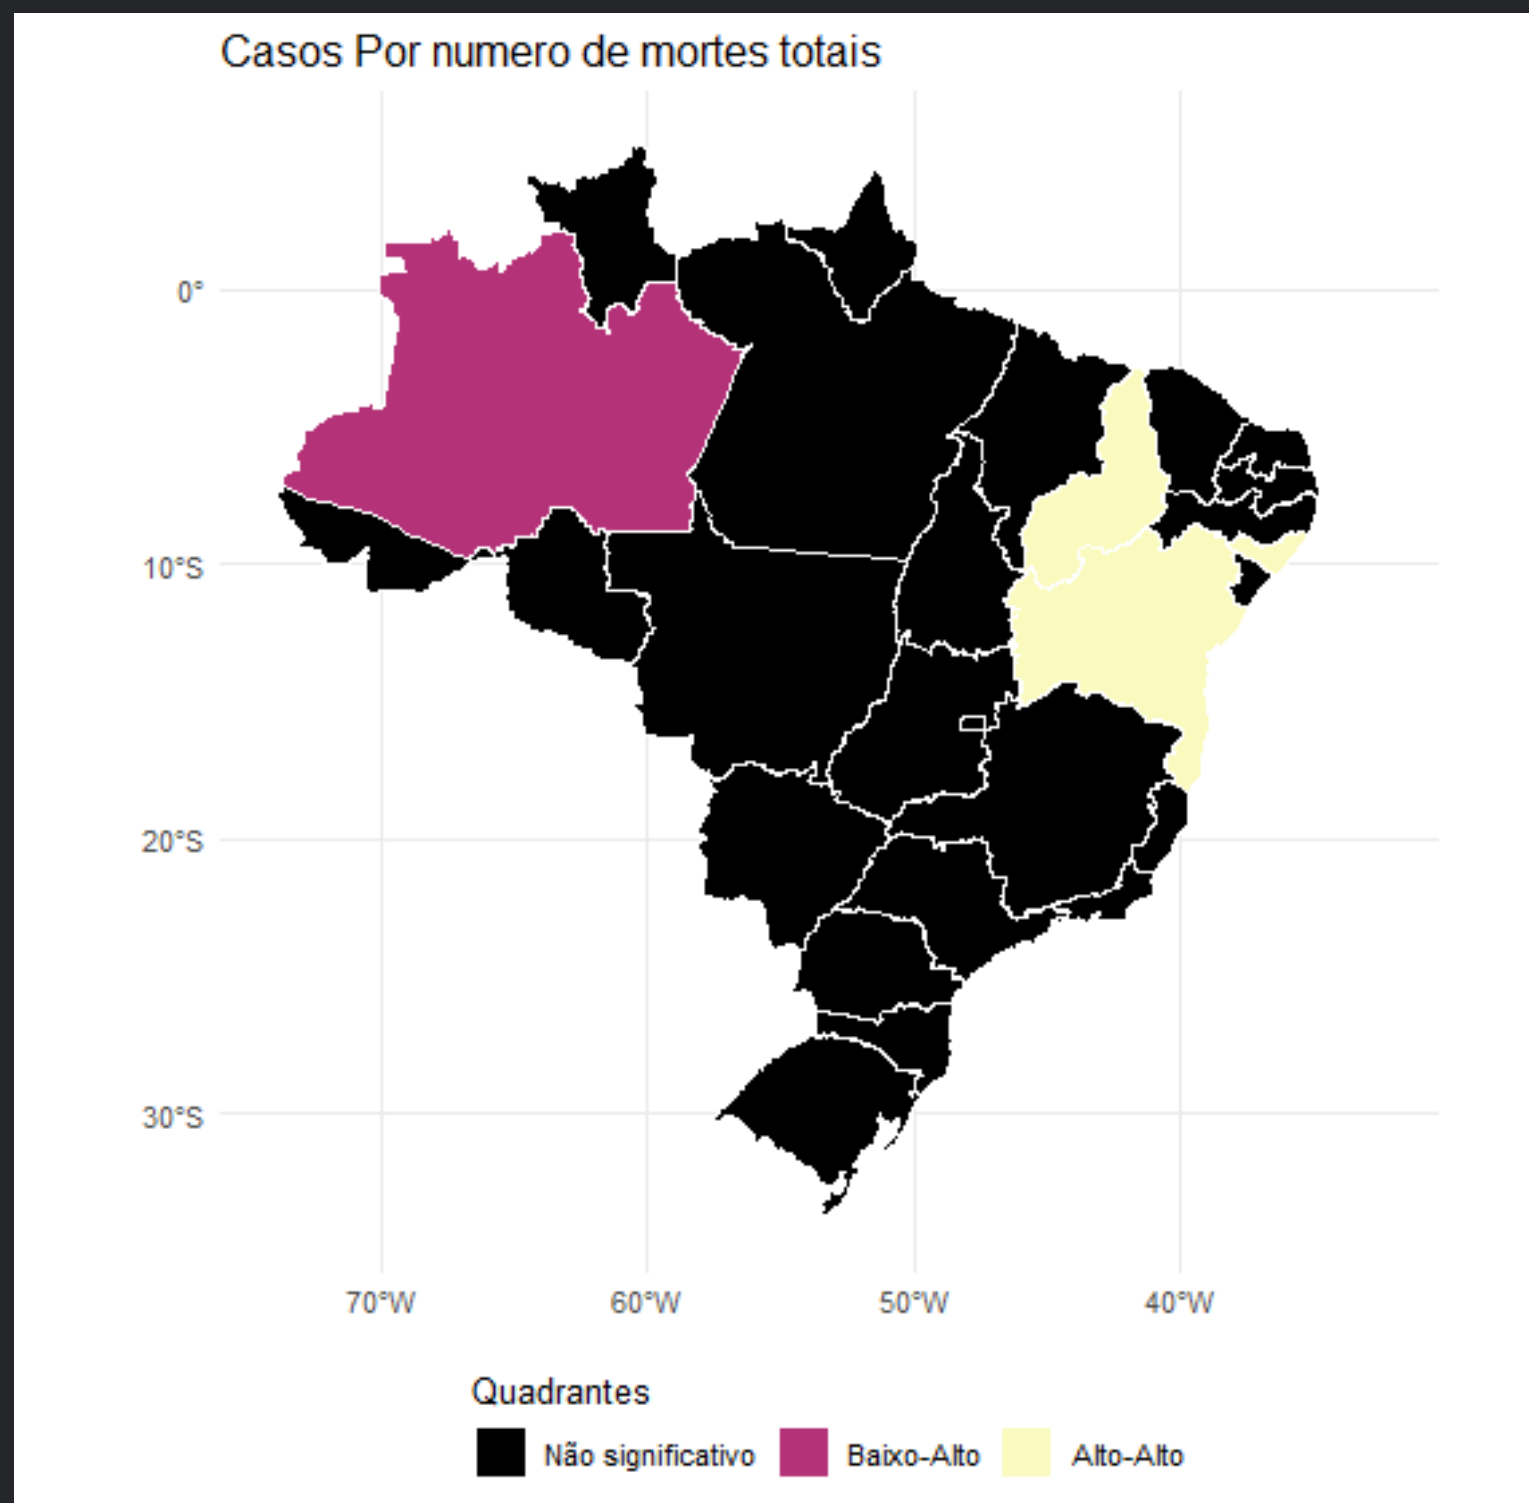 Casos Por numero de mortes totais
0°
10°S
20°S
30°S
70°W 60°W 50°W 40°W
Quadrantes
Não significativo Baixo-Alto Alto-Alto